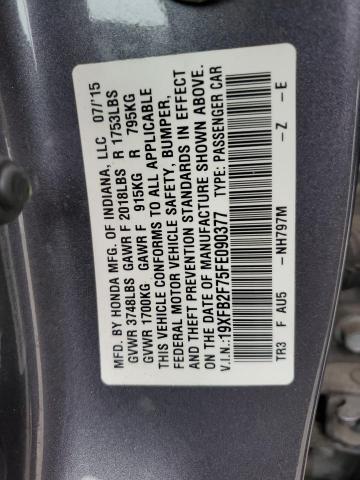 MFD. BY HONDA MFG. OF INDIANA, LLC 07/'15
GVWR 3748LBS GAWR F 2018LBS R 1753LBS
GVWR 1700KG GAWR F 915KG R 795KG
THIS VEHICLE CONFORMS TO ALL APPLICABLE
FEDERAL MOTOR VEHICLE SAFETY, BUMPER,
AND THEFT PREVENTION STANDARDS IN EFFECT
ON THE DATE OF MANUFACTURE SHOWN ABOVE.
V.I.N.:19XFB2F75FE090377 TYPE: PASSENGER CAR
TR3 F AU5 -NH797M -Z -E